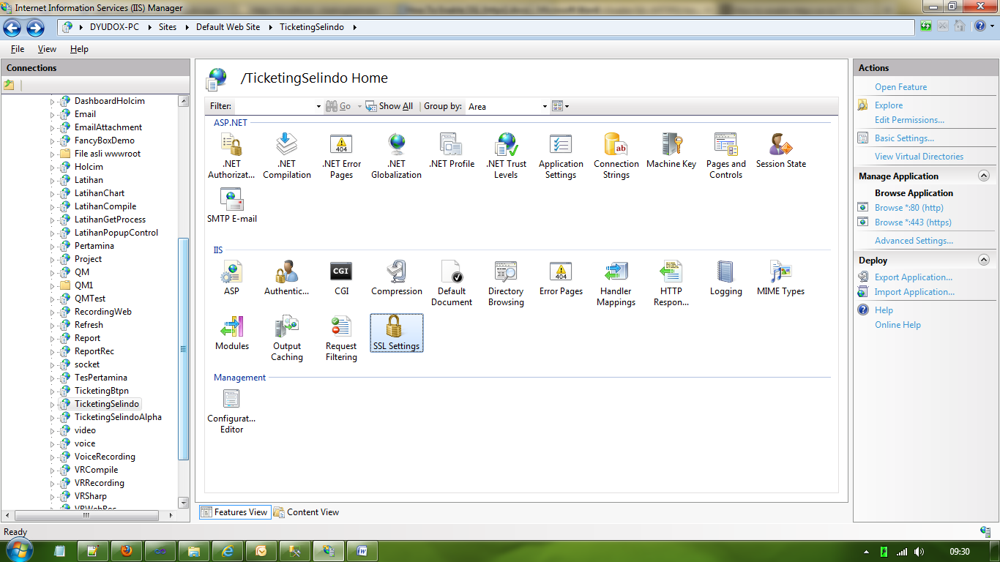 Internet Information Services (IIS) Manager
DYUDOX-PC Sites Default Web Site TicketingSelindo
File View Help
Connections
DashboardHolcim
Email
EmailAttachment
FancyBoxDemo
File asli wwwroot
Holcim
Latihan
LatihanChart
LatihanCompile
LatihanGetProcess
LatihanPopupControl
Pertamina
Project
QM
QM1
QMTest
RecordingWeb
Refresh
Report
ReportRec
socket
TesPertamina
TicketingBtpn
TicketingSelindo
TicketingSelindoAlpha
video
voice
VoiceRecording
VRCompile
VRRecording
VRSharp
VRWebRec
/TicketingSelindo Home
Filter: Go Show All Group by: Area
ASP.NET
.NET Authorizat...
.NET Compilation
.NET Error Pages
.NET Globalization
.NET Profile
.NET Trust Levels
Application Settings
Connection Strings
Machine Key
Pages and Controls
Session State
SMTP E-mail
IIS
ASP
Authentic...
CGI
Compression
Default Document
Directory Browsing
Error Pages
Handler Mappings
HTTP Respon...
Logging
MIME Types
Modules
Output Caching
Request Filtering
SSL Settings
Management
Configurat... Editor
Features View Content View
Actions
Open Feature
Explore
Edit Permissions...
Basic Settings...
View Virtual Directories
Manage Application
Browse Application
Browse *:80 (http)
Browse *:443 (https)
Advanced Settings...
Deploy
Export Application...
Import Application...
Help
Online Help
Ready
09:30